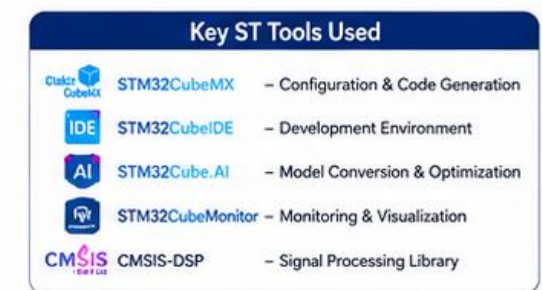 Key ST Tools Used
CubeMX
STM32CubeMX – Configuration & Code Generation
IDE STM32CubeIDE – Development Environment
AI STM32Cube.AI – Model Conversion & Optimization
STM32CubeMonitor – Monitoring & Visualization
CMSIS CMSIS-DSP – Signal Processing Library